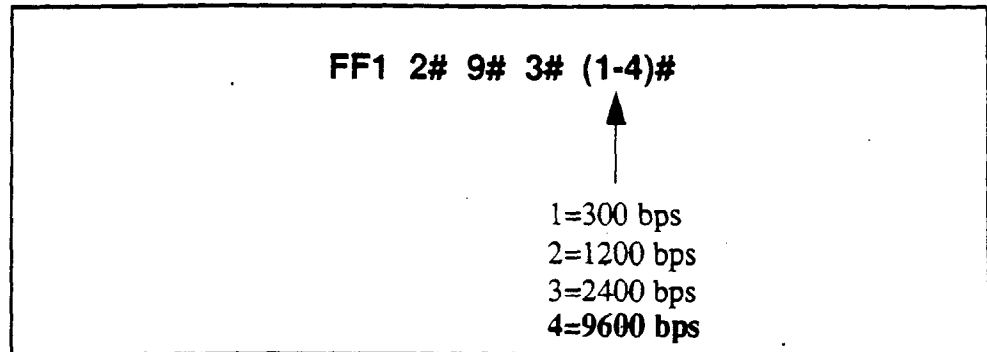 FF1 2# 9# 3# (1-4)#
1=300 bps
2=1200 bps
3=2400 bps
4=9600 bps